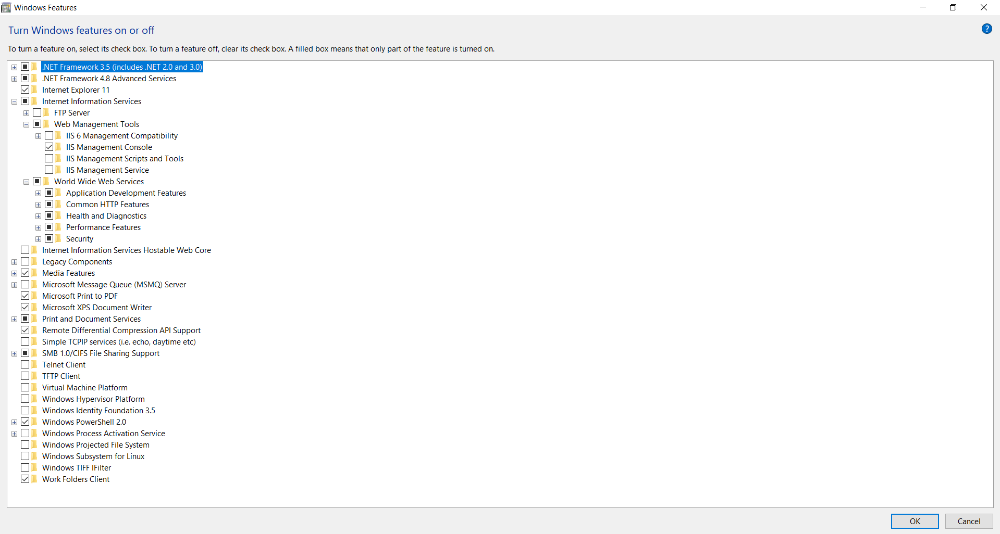 Windows Features
Turn Windows features on or off
To turn a feature on, select its check box. To turn a feature off, clear its check box. A filled box means that only part of the feature is turned on.
.NET Framework 3.5 (includes .NET 2.0 and 3.0)
.NET Framework 4.8 Advanced Services
Internet Explorer 11
Internet Information Services
FTP Server
Web Management Tools
IIS 6 Management Compatibility
IIS Management Console
IIS Management Scripts and Tools
IIS Management Service
World Wide Web Services
Application Development Features
Common HTTP Features
Health and Diagnostics
Performance Features
Security
Internet Information Services Hostable Web Core
Legacy Components
Media Features
Microsoft Message Queue (MSMQ) Server
Microsoft Print to PDF
Microsoft XPS Document Writer
Print and Document Services
Remote Differential Compression API Support
Simple TCPIP services (i.e. echo, daytime etc)
SMB 1.0/CIFS File Sharing Support
Telnet Client
TFTP Client
Virtual Machine Platform
Windows Hypervisor Platform
Windows Identity Foundation 3.5
Windows PowerShell 2.0
Windows Process Activation Service
Windows Projected File System
Windows Subsystem for Linux
Windows TIFF IFilter
Work Folders Client
OK Cancel